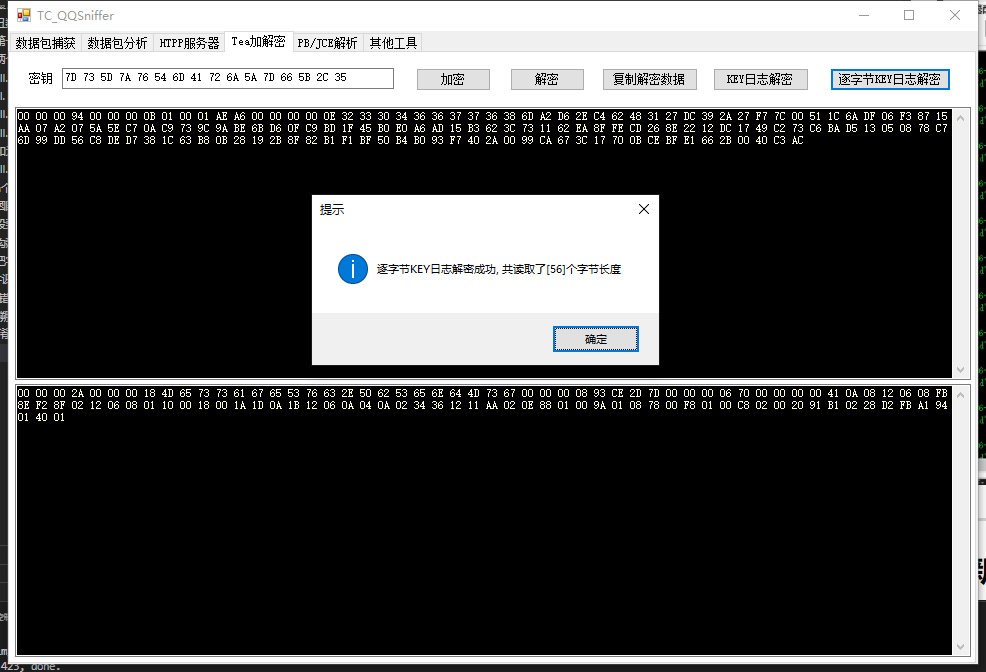 TC_QQSniffer
数据包捕获 数据包分析 HTPP服务器 Tea加解密 PB/JCE解析 其他工具
密钥 7D 73 5D 7A 76 54 6D 41 72 6A 5A 7D 66 5B 2C 35 加密 解密 复制解密数据 KEY日志解密 逐字节KEY日志解密
00 00 00 94 00 00 00 0B 01 00 01 AE A6 00 00 00 00 0E 32 33 30 34 36 36 37 37 36 38 6D A2 D6 2E C4 62 48 31 27 DC 39 2A 27 F7 7C 00 51 1C 6A DF 06 F3 87 15
AA 07 A2 07 5A 5E C7 0A C9 73 9C 9A BE 6B D6 0F C9 BD 1F 45 B0 E0 A6 AD 15 B3 62 3C 73 11 62 EA 8F FE CD 26 8E 22 12 DC 17 49 C2 73 C6 BA D5 13 05 08 78 C7
6D 99 DD 56 C8 DE D7 38 1C 63 B8 0B 28 19 2B 8F 82 B1 F1 BF 50 B4 B0 93 F7 40 2A 00 99 CA 67 3C 17 70 0B CE BF E1 66 2B 00 40 C3 AC
提示
逐字节KEY日志解密成功, 共读取了[56]个字节长度
确定
00 00 00 2A 00 00 00 18 4D 65 73 73 61 67 65 53 76 63 2E 50 62 53 65 6E 64 4D 73 67 00 00 00 08 93 CE 2D 7D 00 00 00 06 70 00 00 00 00 41 0A 08 12 06 08 FB
8E F2 8F 02 12 06 08 01 10 00 18 00 1A 1D 0A 1B 12 06 0A 04 0A 02 34 36 12 11 AA 02 0E 88 01 00 9A 01 08 78 00 F8 01 00 C8 02 00 20 91 B1 02 28 D2 FB A1 94
01 40 01
423, done.